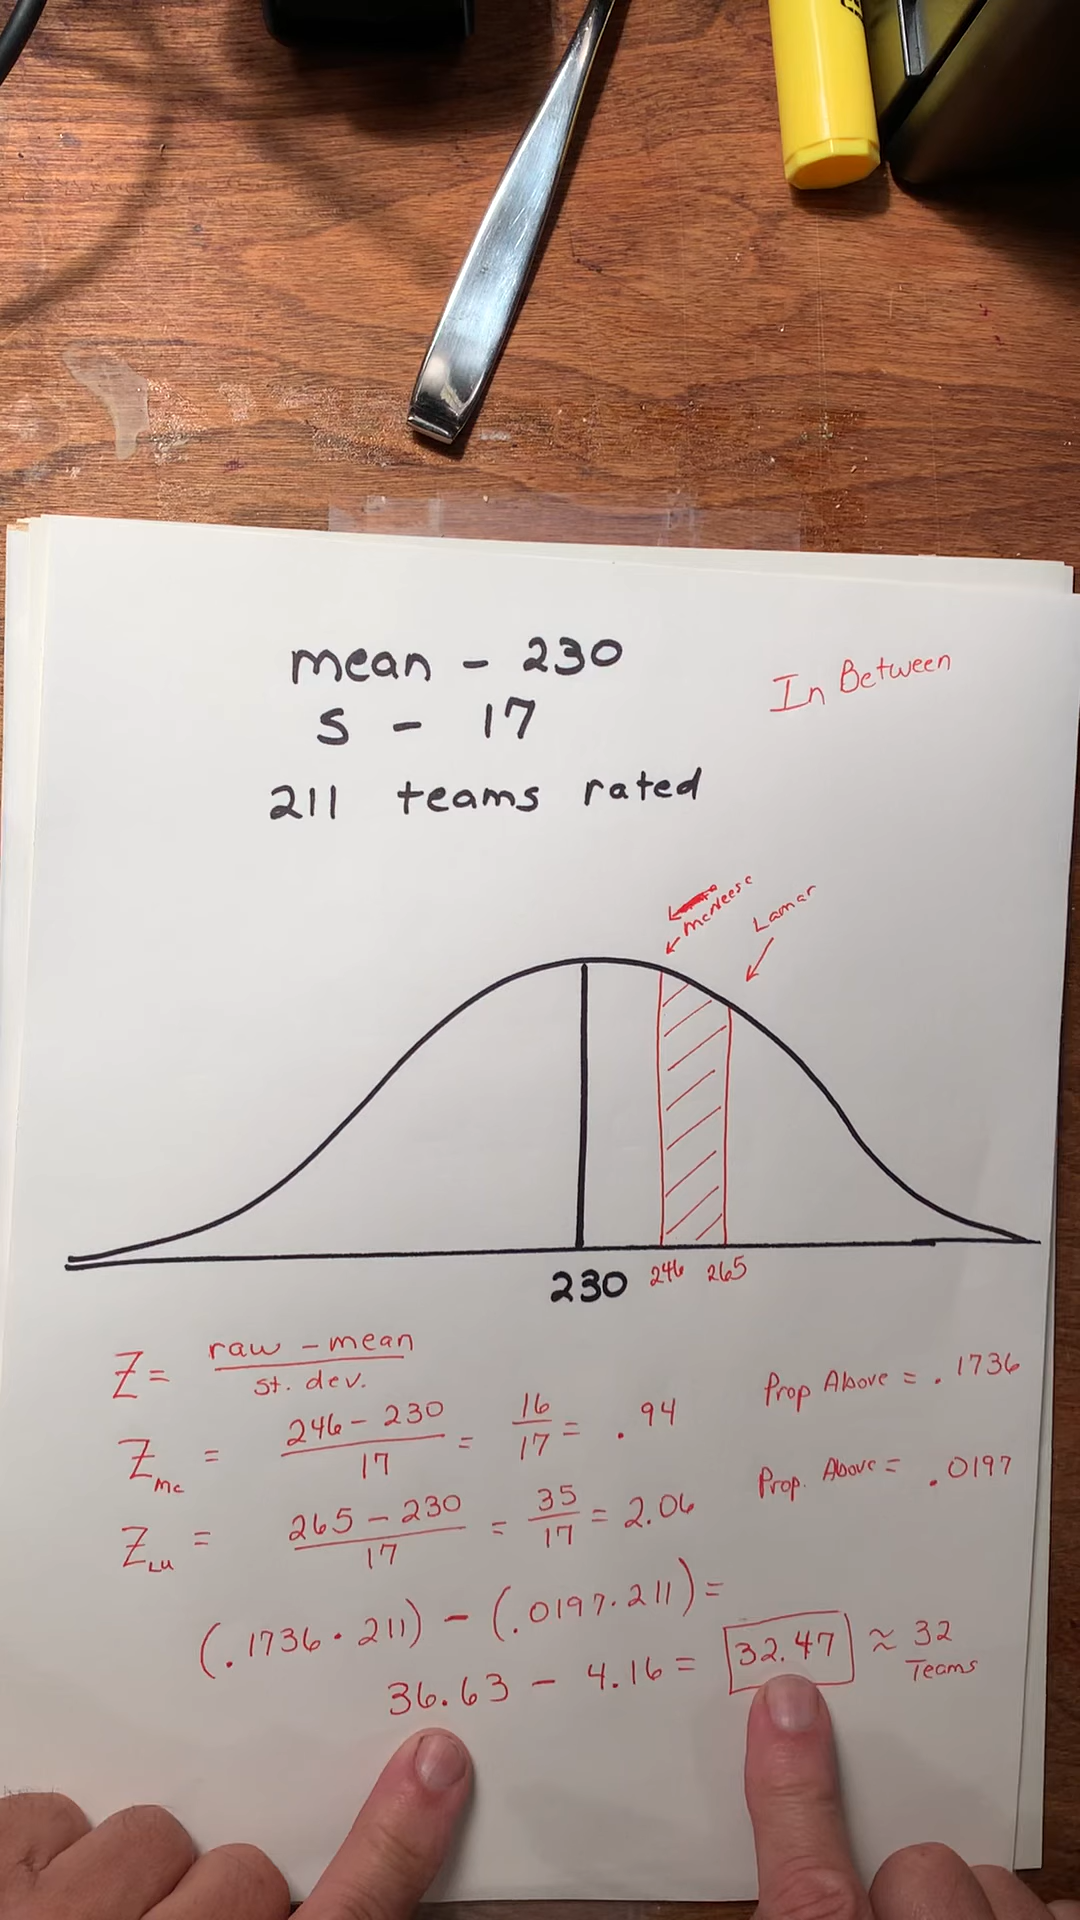 mean - 230
s - 17
211 teams rated
In Between
McNeese
Lamar
230
246
265
Z = raw - mean
st. dev.
Zmc = 246 - 230 = 16 = .94
17 17
Prop Above = .1736
ZLU = 265 - 230 = 35 = 2.06
17 17
Prop. Above = .0197
(.1736 · 211) - (.0197 · 211) =
36.63 - 4.16 = 32.47 ≈ 32
Teams